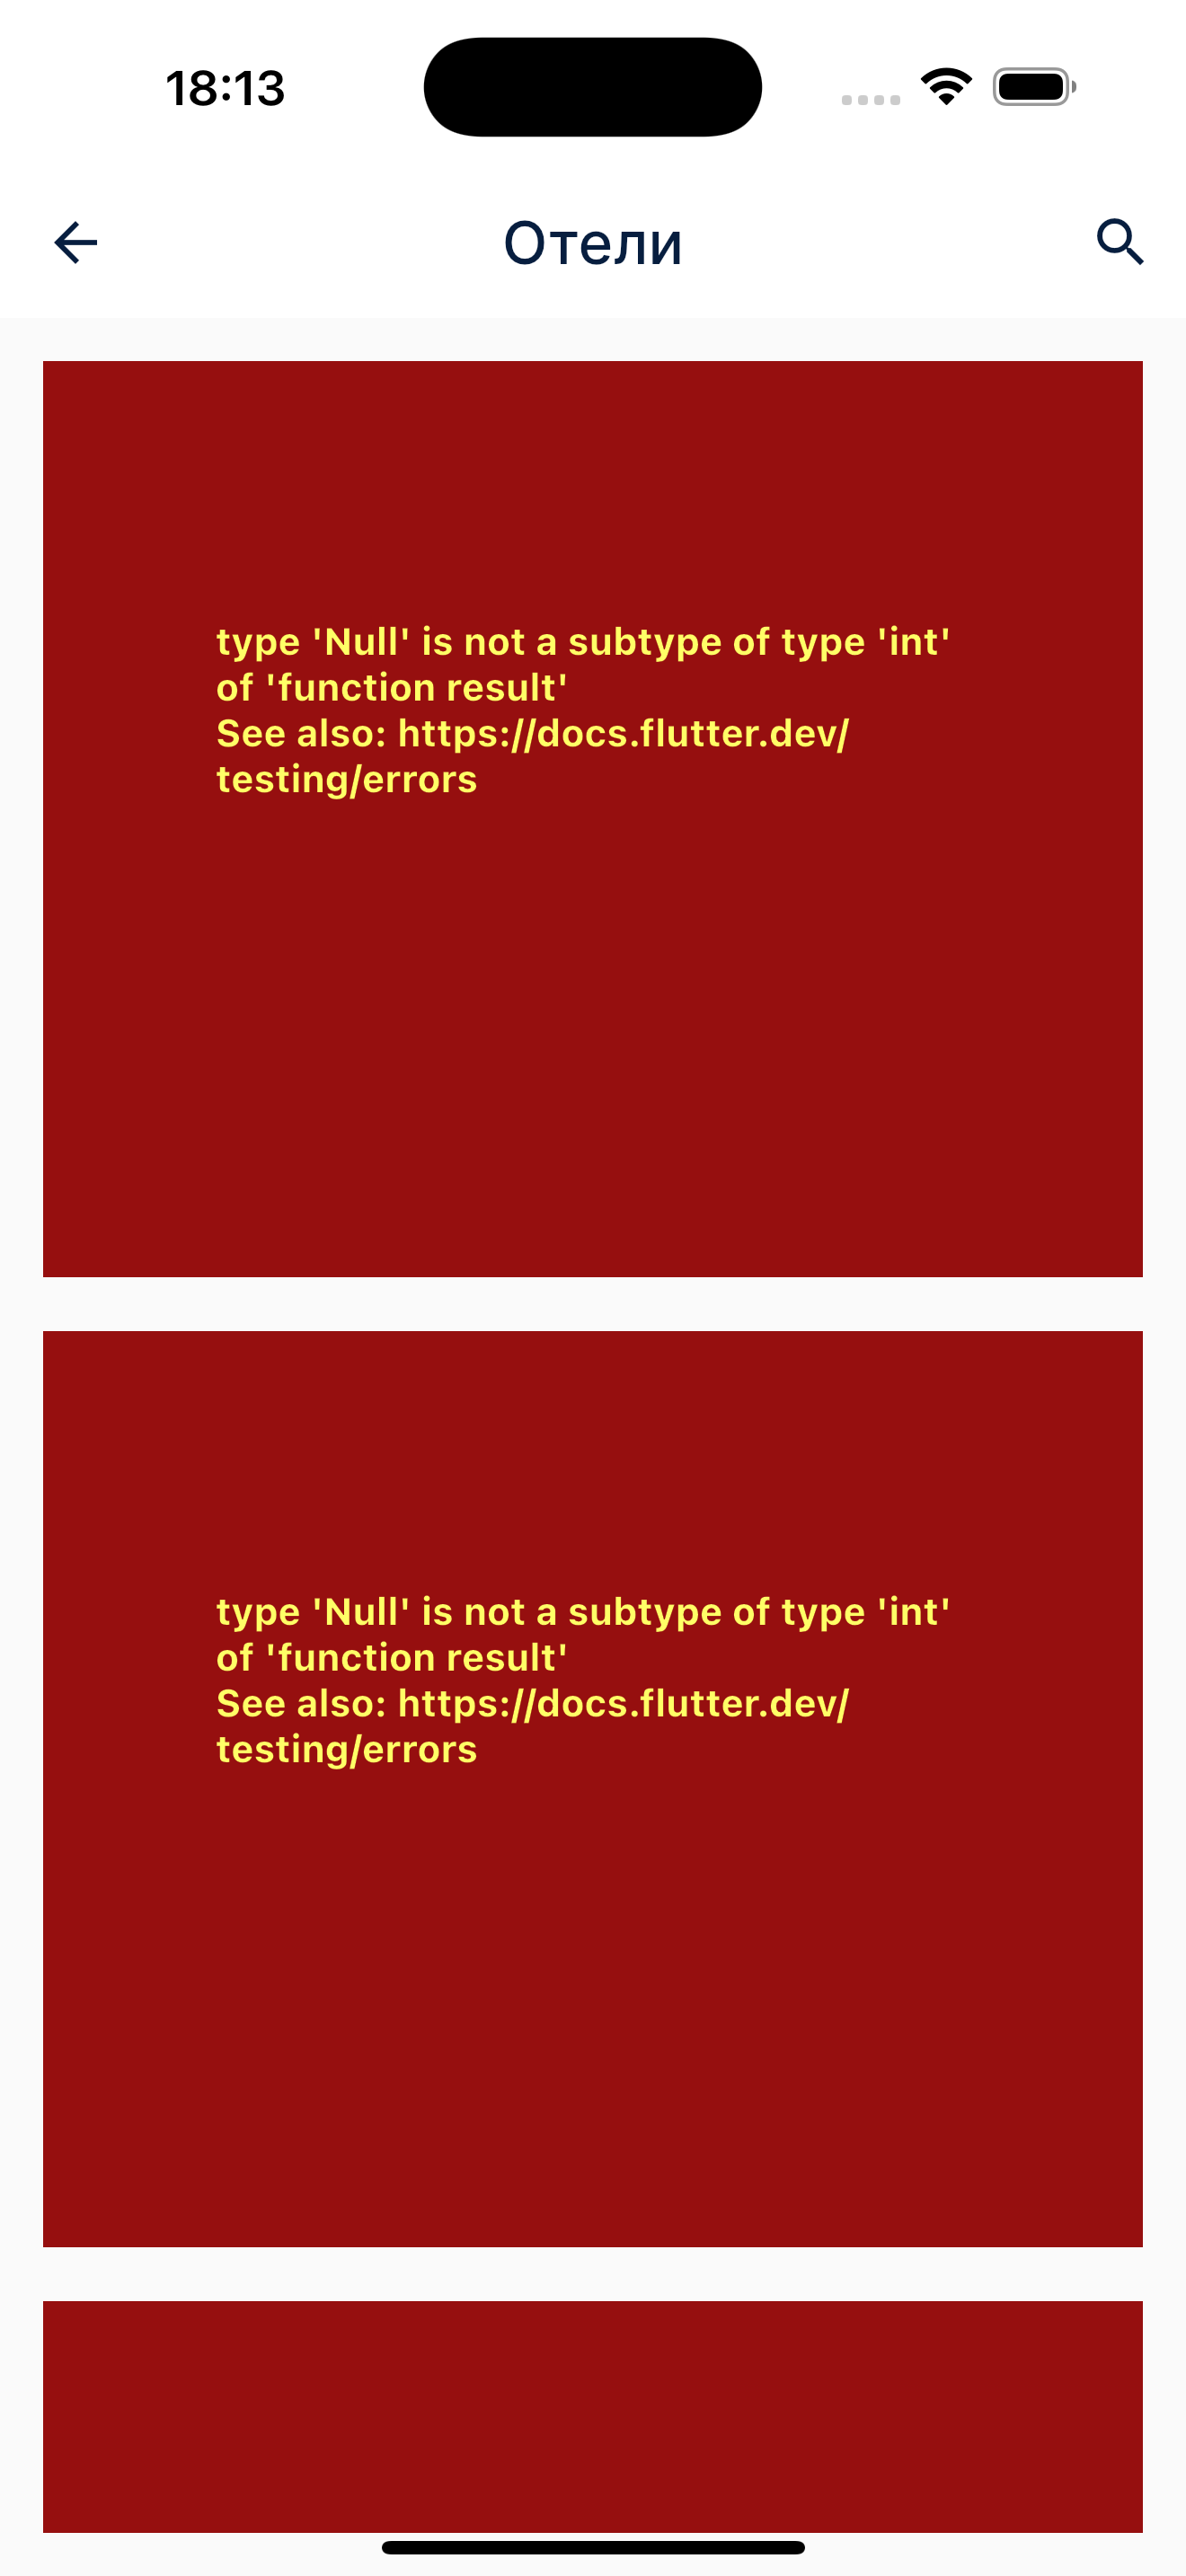 18:13
Отели
type 'Null' is not a subtype of type 'int'
of 'function result'
See also: https://docs.flutter.dev/
testing/errors
type 'Null' is not a subtype of type 'int'
of 'function result'
See also: https://docs.flutter.dev/
testing/errors